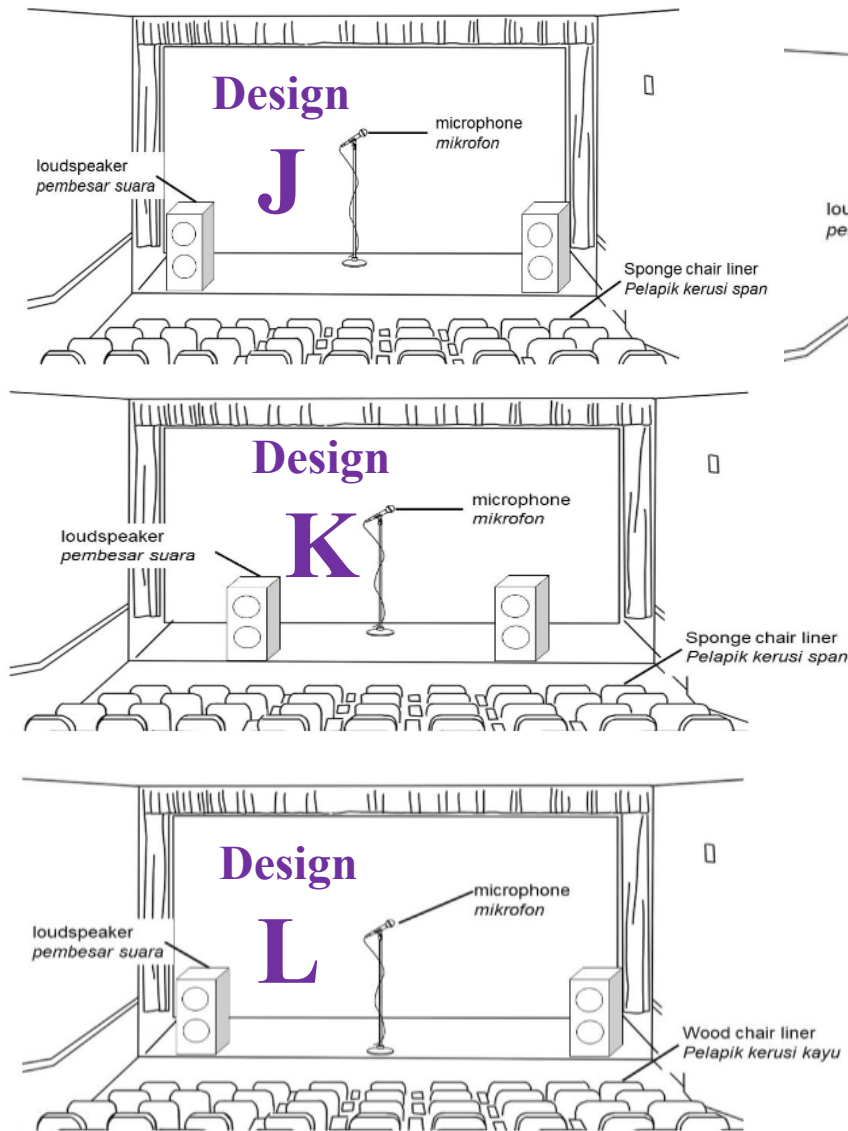 Design
J
microphone
mikrofon
loudspeaker
pembesar suara
Sponge chair liner
Pelapik kerusi span
Design
K
microphone
mikrofon
loudspeaker
pembesar suara
Sponge chair liner
Pelapik kerusi span
Design
L
microphone
mikrofon
loudspeaker
pembesar suara
Wood chair liner
Pelapik kerusi kayu